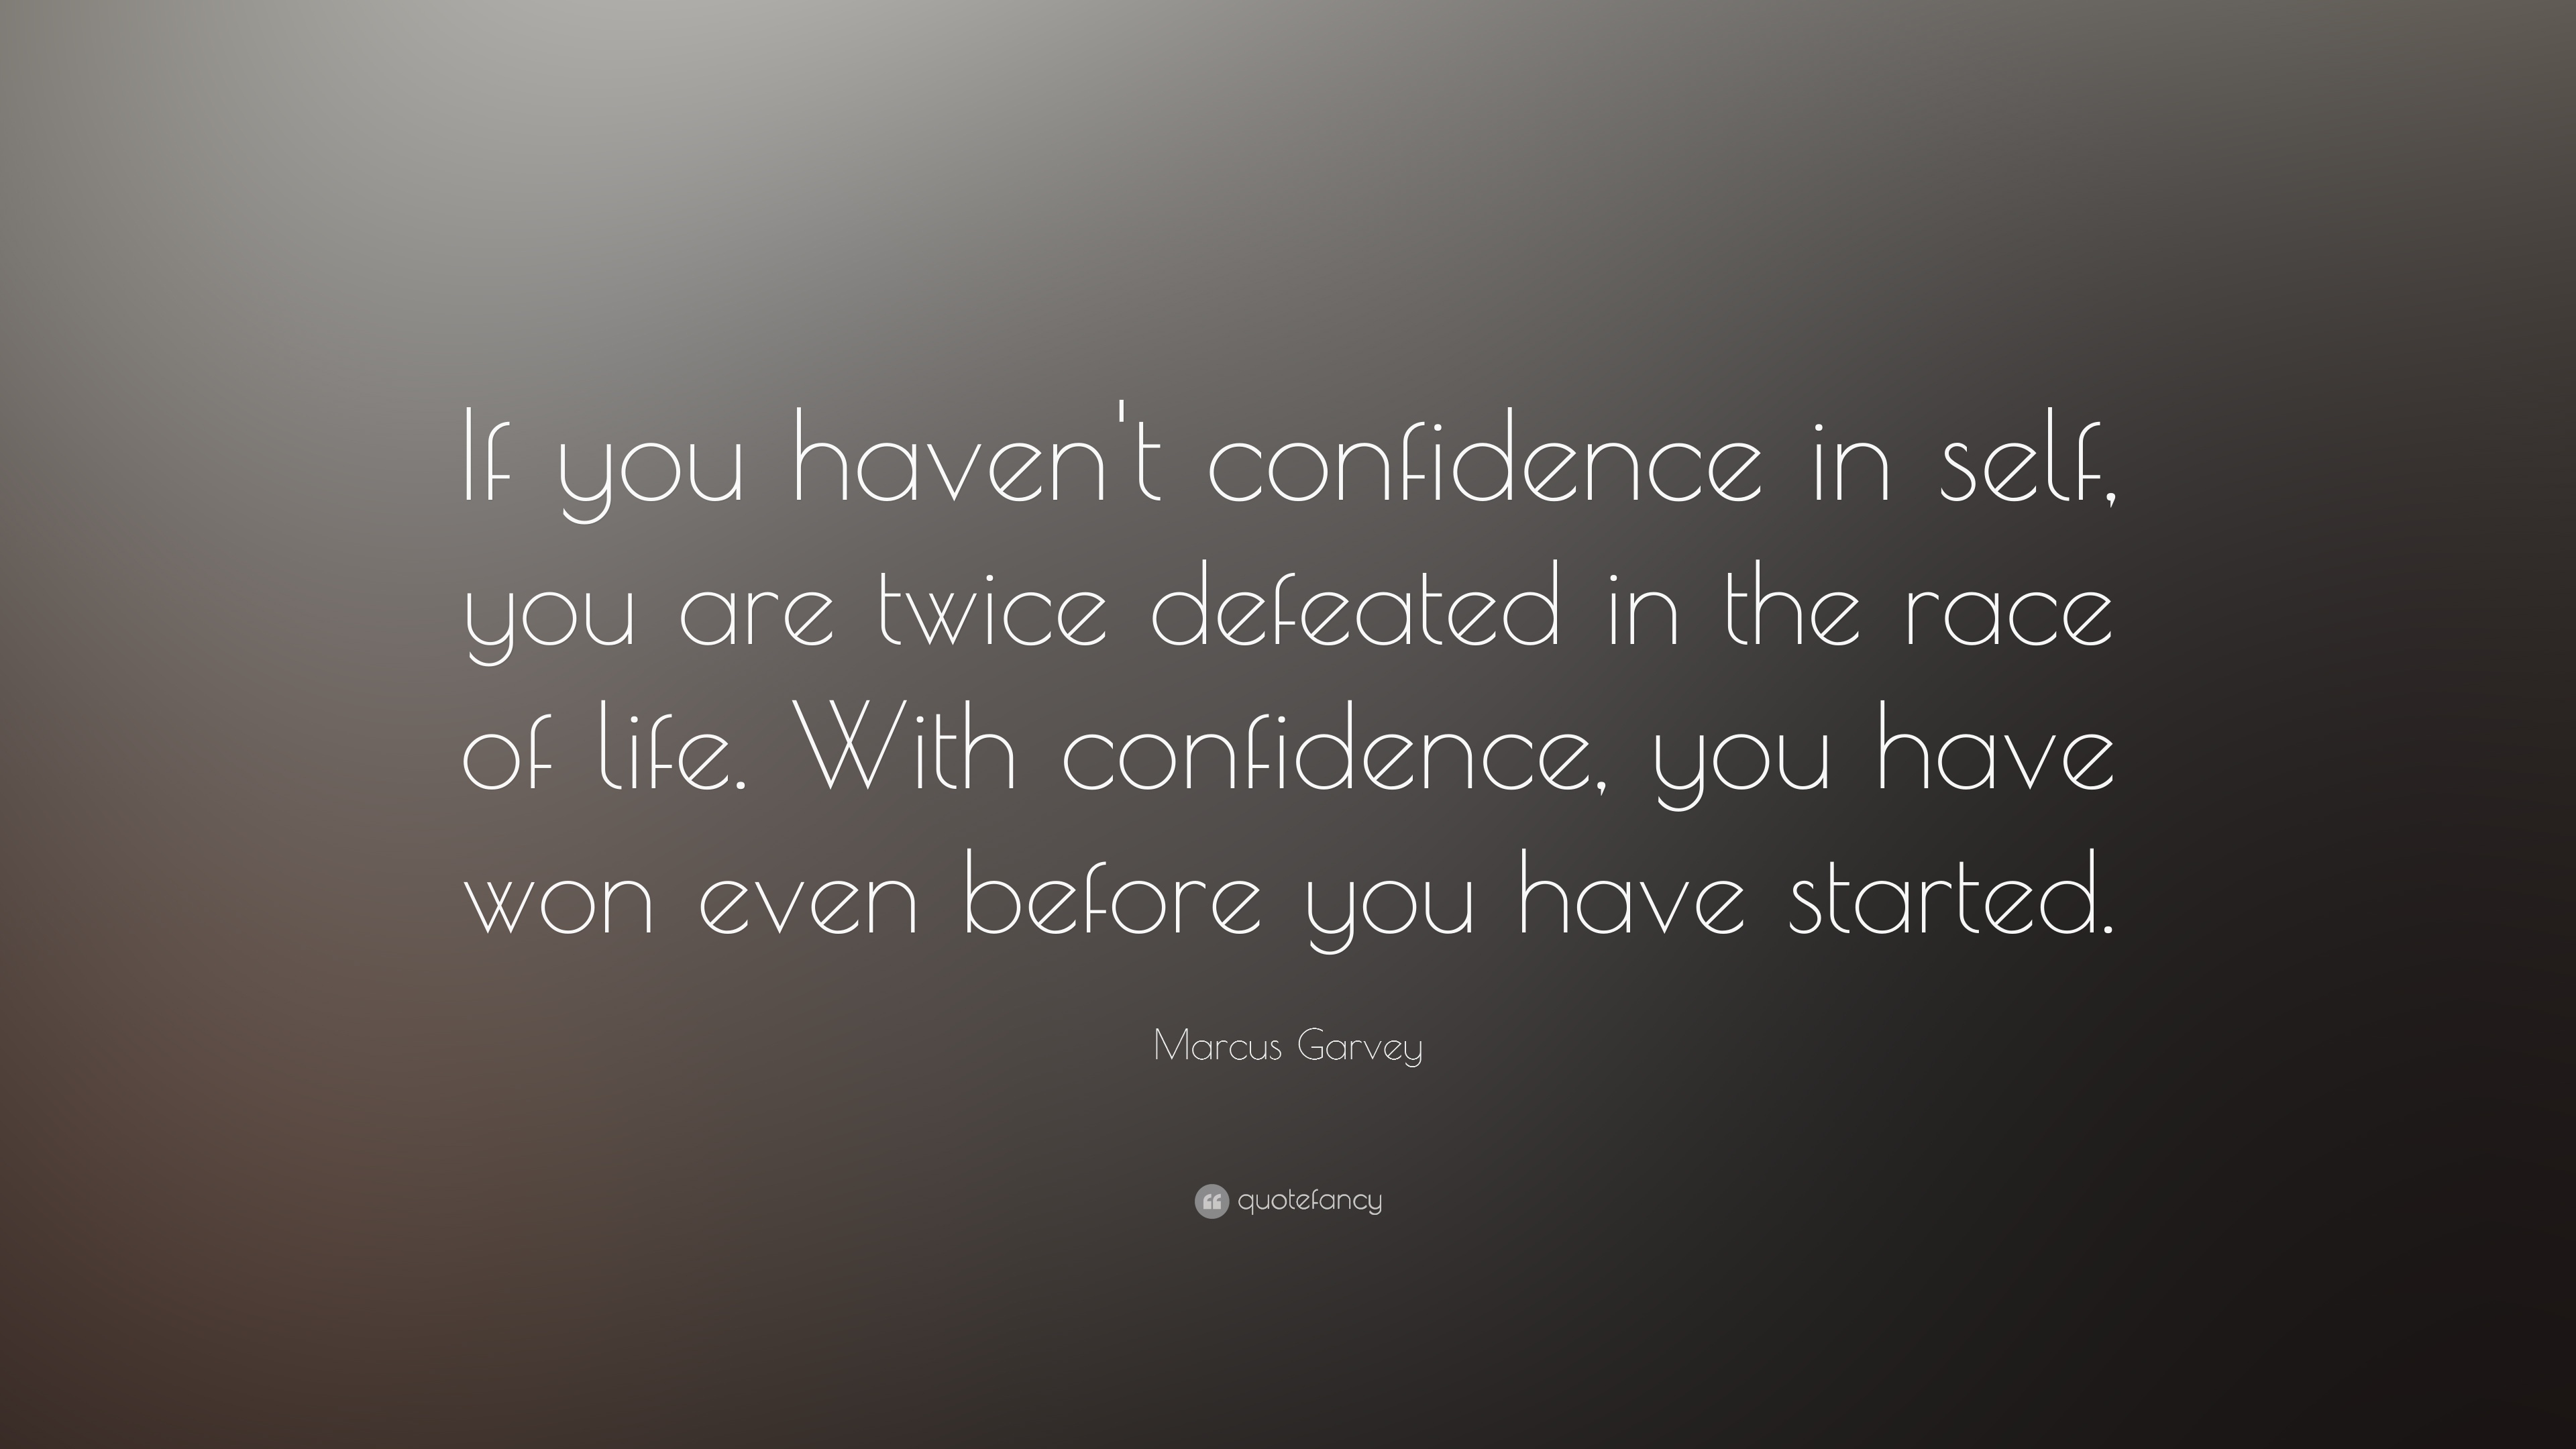 If you haven't confidence in self,
you are twice defeated in the race
of life. With confidence, you have
won even before you have started.
Marcus Garvey
quotefancy